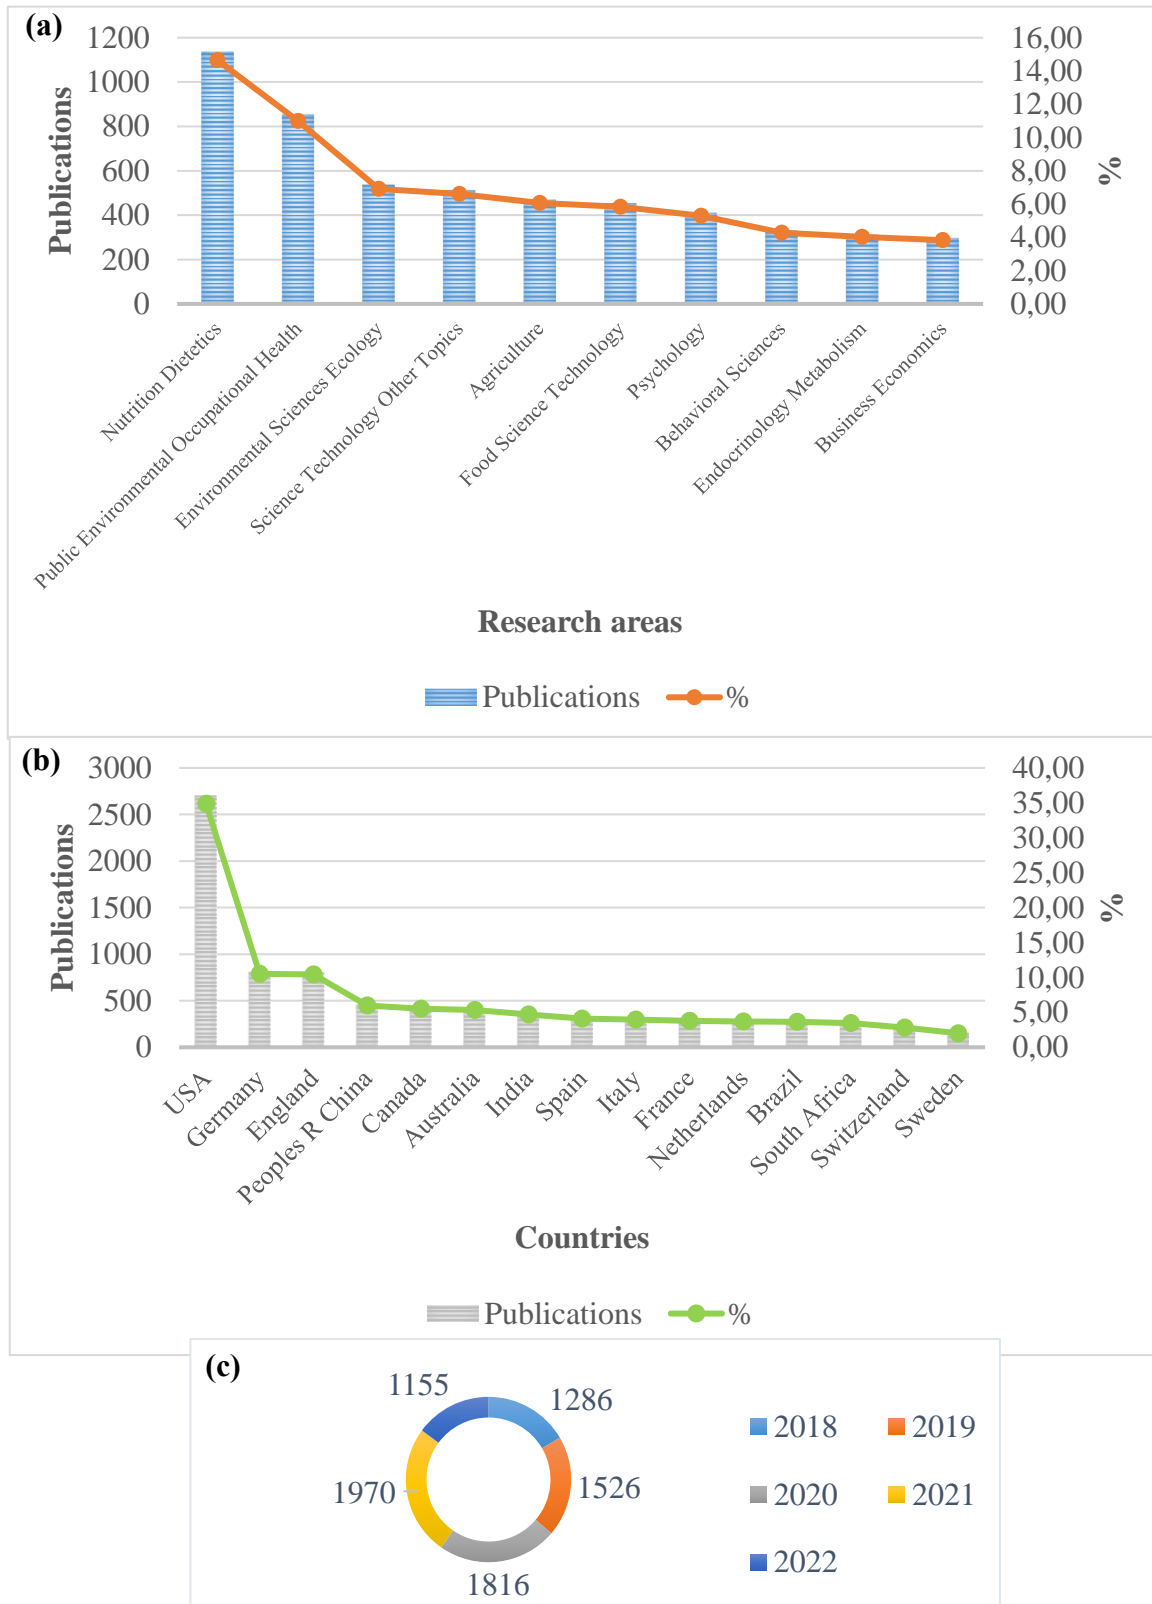 (a)
1200
1000
800
600
400
200
0
Publications
16,00
14,00
12,00
10,00
8,00
6,00
4,00
2,00
0,00
%
Nutrition Dietetics
Public Environmental Occupational Health
Environmental Sciences Ecology
Science Technology Other Topics
Agriculture
Food Science Technology
Psychology
Behavioral Sciences
Endocrinology Metabolism
Business Economics
Research areas
Publications
%
(b)
3000
2500
2000
1500
1000
500
0
Publications
40,00
35,00
30,00
25,00
20,00
15,00
10,00
5,00
0,00
%
USA
Germany
England
Peoples R China
Canada
Australia
India
Spain
Italy
France
Netherlands
Brazil
South Africa
Switzerland
Sweden
Countries
Publications
%
(c)
1155
1286
1970
1526
1816
2018
2019
2020
2021
2022